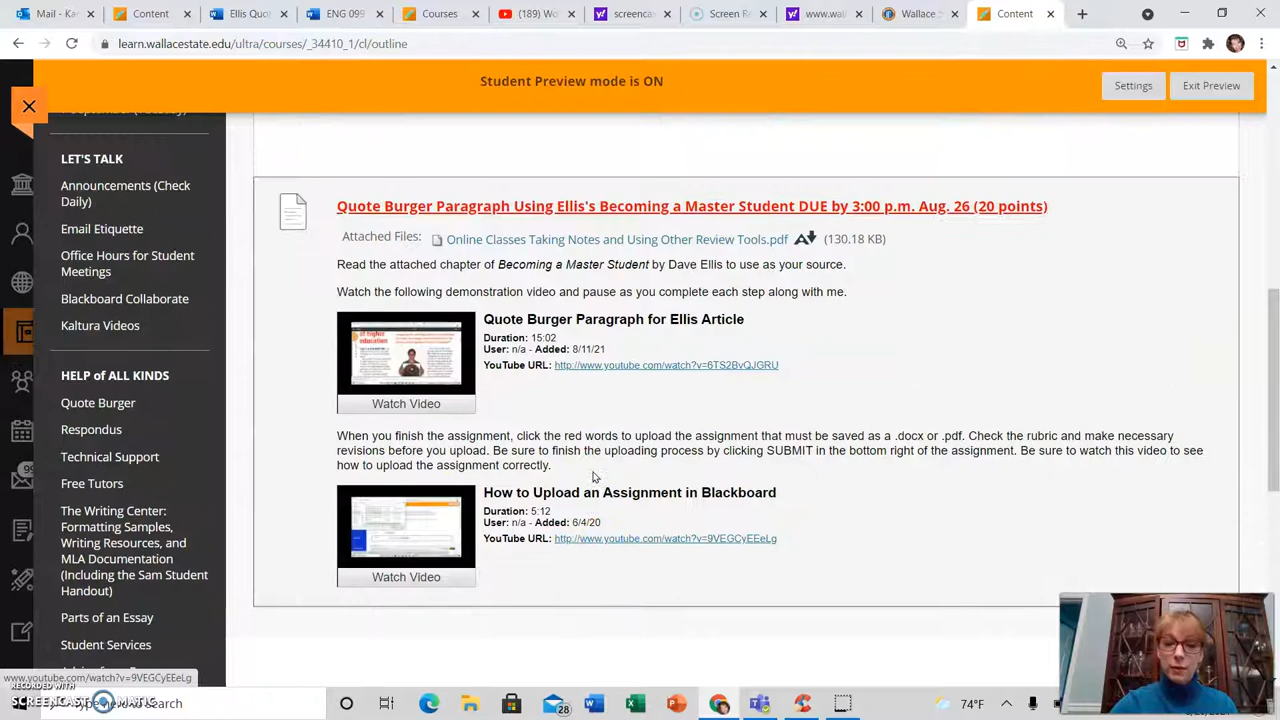 Mail - Ka
Content
Ellis Quo
ENG 099
Courses
(189) Wo
screenca
Screen Re
www.wal
Wallace S
Content
learn.wallacestate.edu/ultra/courses/_34410_1/cl/outline
Student Preview mode is ON
Settings
Exit Preview
LET'S TALK
Announcements (Check
Daily)
Email Etiquette
Office Hours for Student
Meetings
Blackboard Collaborate
Kaltura Videos
HELP of ALL KINDS
Quote Burger
Respondus
Technical Support
Free Tutors
The Writing Center:
Formatting Samples,
Writing Resources, and
MLA Documentation
(Including the Sam Student
Handout)
Parts of an Essay
Student Services
Quote Burger Paragraph Using Ellis's Becoming a Master Student DUE by 3:00 p.m. Aug. 26 (20 points)
Attached Files: Online Classes Taking Notes and Using Other Review Tools.pdf (130.18 KB)
Read the attached chapter of Becoming a Master Student by Dave Ellis to use as your source.
Watch the following demonstration video and pause as you complete each step along with me.
of higher
education
Watch Video
Quote Burger Paragraph for Ellis Article
Duration: 15:02
User: n/a - Added: 8/11/21
YouTube URL: http://www.youtube.com/watch?v=6TS2BvQJGRU
When you finish the assignment, click the red words to upload the assignment that must be saved as a .docx or .pdf. Check the rubric and make necessary
revisions before you upload. Be sure to finish the uploading process by clicking SUBMIT in the bottom right of the assignment. Be sure to watch this video to see
how to upload the assignment correctly.
Watch Video
How to Upload an Assignment in Blackboard
Duration: 5:12
User: n/a - Added: 6/4/20
YouTube URL: http://www.youtube.com/watch?v=9VEGCyEEeLg
www.youtube.com/watch?v=9VEGCyEEeLg
RECORDED WITH
SCREENCAST MATIC
here to search
28
74°F